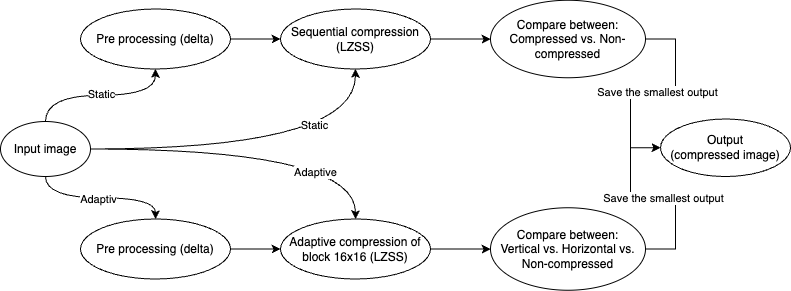 Pre processing (delta)
Sequential compression
(LZSS)
Compare between:
Compressed vs. Non-
compressed
Static
Save the smallest output
Static
Input image
Output
(compressed image)
Adaptive
Adaptiv
Save the smallest output
Pre processing (delta)
Adaptive compression of
block 16x16 (LZSS)
Compare between:
Vertical vs. Horizontal vs.
Non-compressed